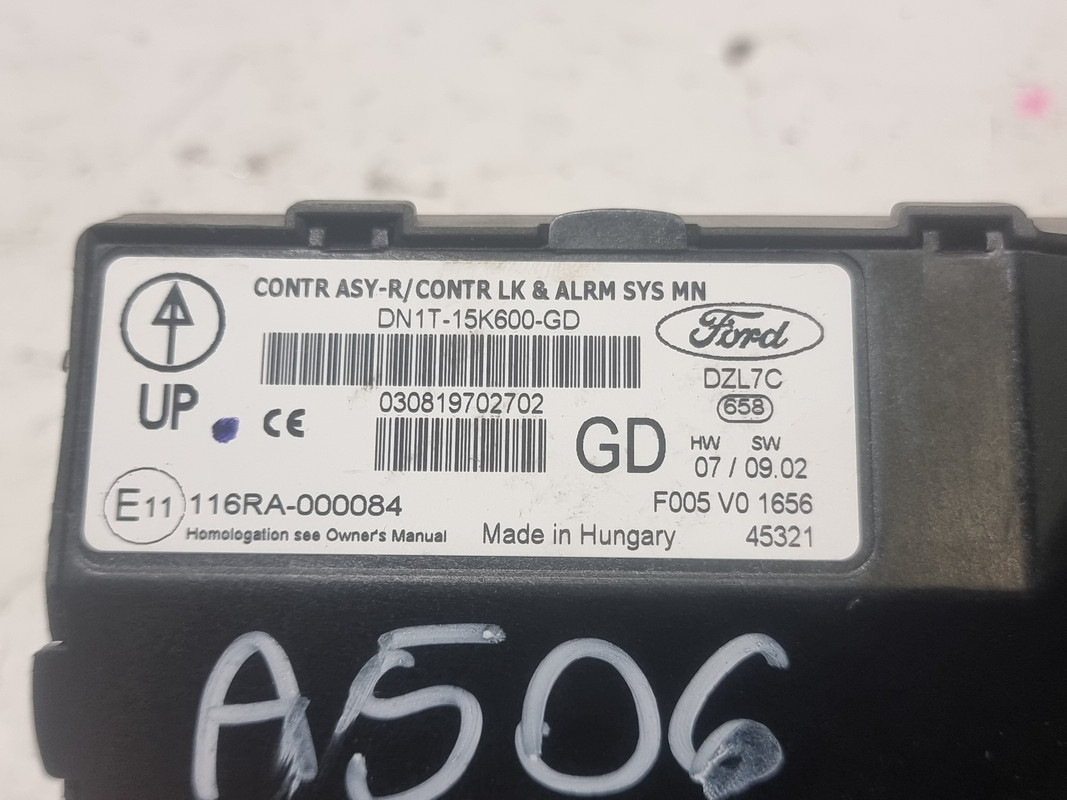 CONTR ASY-R/CONTR LK & ALRM SYS MN
DN1T-15K600-GD
Ford
DZL7C
UP
CE
030819702702
658
GD
HW SW
07 / 09.02
E11 116RA-000084
F005 V0 1656
Homologation see Owner's Manual
Made in Hungary
45321
A506